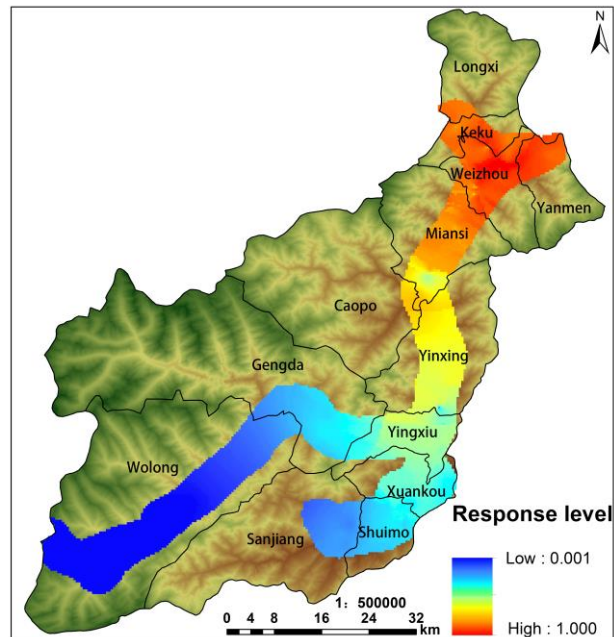 N
Longxi
Keku
Weizhou
Yanmen
Miansi
Caopo
Yinxing
Gengda
Yingxiu
Wolong
Xuankou
Sanjiang
Shuimo
Response level
Low : 0.001
High : 1.000
1: 500000
0 4 8 16 24 32
km